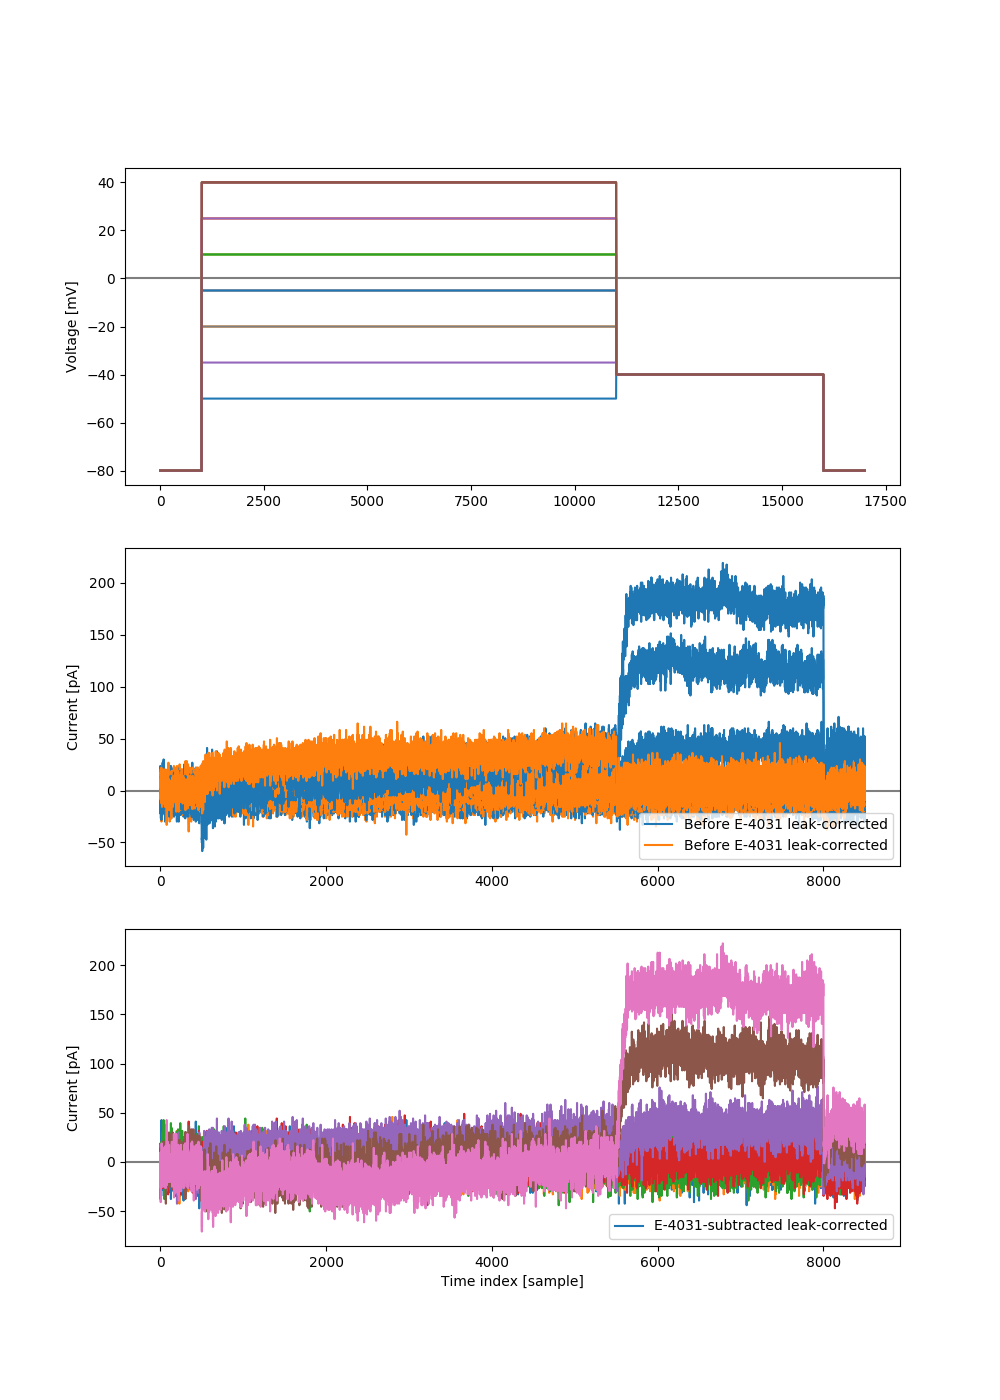 40
20
0
−20
−40
−60
−80
Voltage [mV]
0 2500 5000 7500 10000 12500 15000 17500
200
150
100
50
0
−50
Current [pA]
Before E-4031 leak-corrected
Before E-4031 leak-corrected
0 2000 4000 6000 8000
200
150
100
50
0
−50
Current [pA]
E-4031-subtracted leak-corrected
0 2000 4000 6000 8000
Time index [sample]